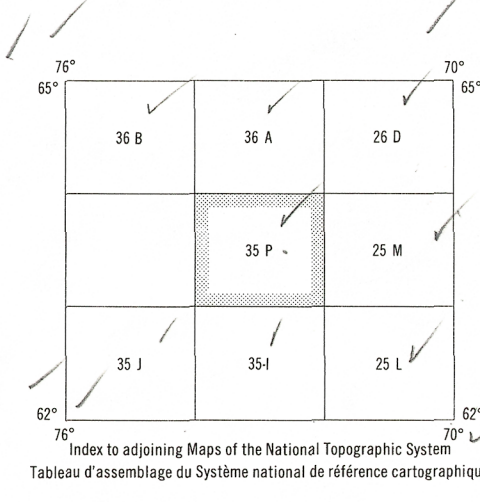 76° 70°
65° 65°
36 B 36 A 26 D
35 P 25 M
35 J 35-I 25 L
62° 62°
76° 70°
Index to adjoining Maps of the National Topographic System
Tableau d'assemblage du Système national de référence cartographiqu